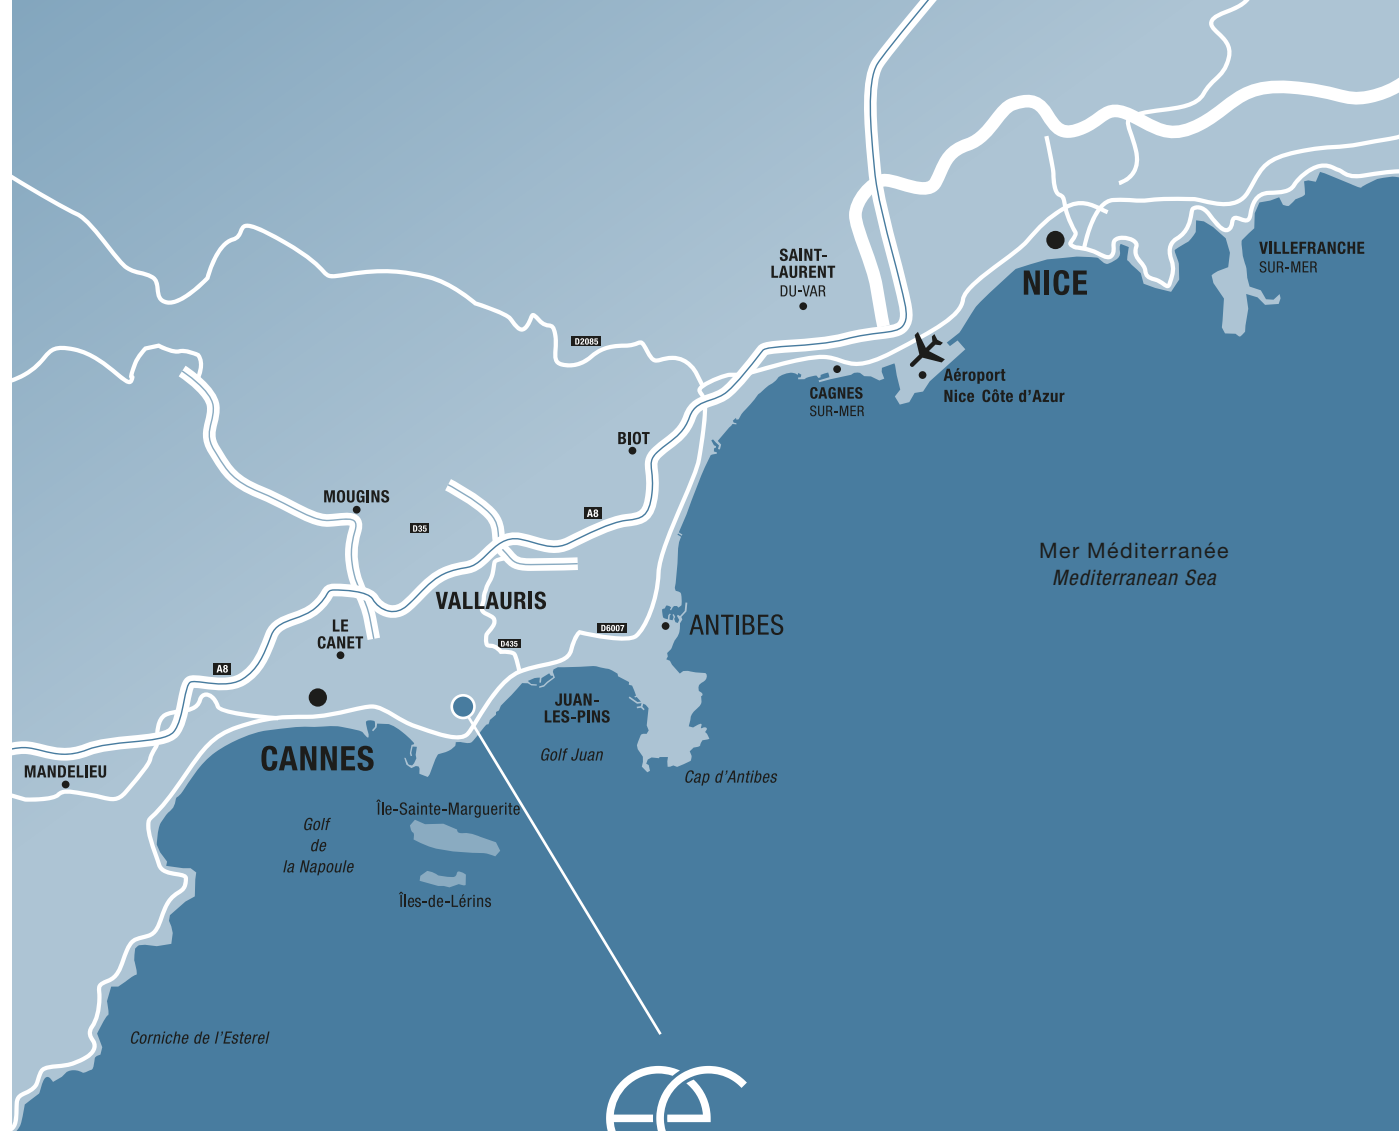 SAINT-
LAURENT
DU-VAR
VILLEFRANCHE
SUR-MER
NICE
D2085
Aéroport
Nice Côte d'Azur
CAGNES
SUR-MER
BIOT
MOUGINS
A8
D35
Mer Méditerranée
Mediterranean Sea
VALLAURIS
LE
CANET
D6007
ANTIBES
D435
A8
JUAN-
LES-PINS
Golf Juan
CANNES
MANDELIEU
Cap d'Antibes
Île-Sainte-Marguerite
Golf
de
la Napoule
Îles-de-Lérins
Corniche de l'Esterel